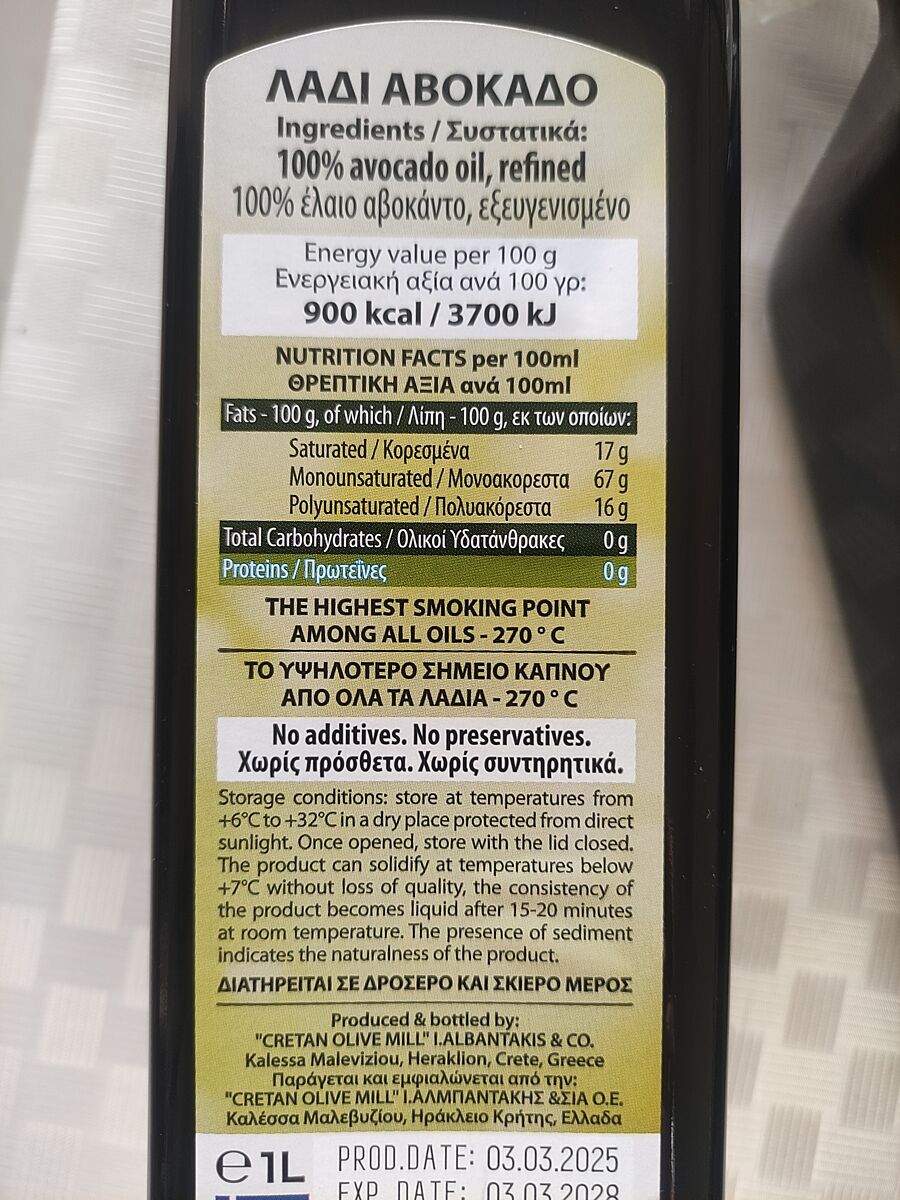 ΛΑΔΙ ΑΒΟΚΑΔΟ
Ingredients / Συστατικά:
100% avocado oil, refined
100% έλαιο αβοκάντο, εξευγενισμένο
Energy value per 100 g
Ενεργειακή αξία ανά 100 γρ:
900 kcal / 3700 kJ
NUTRITION FACTS per 100ml
ΘΡΕΠΤΙΚΗ ΑΞΙΑ ανά 100ml
Fats - 100 g, of which / Λίπη - 100 g, εκ των οποίων:
Saturated / Κορεσμένα 17 g
Monounsaturated / Μονοακορεστα 67 g
Polyunsaturated / Πολυακόρεστα 16 g
Total Carbohydrates / Ολικοί Υδατάνθρακες 0 g
Proteins / Πρωτεΐνες 0 g
THE HIGHEST SMOKING POINT
AMONG ALL OILS - 270 ° C
ΤΟ ΥΨΗΛΟΤΕΡΟ ΣΗΜΕΙΟ ΚΑΠΝΟΥ
ΑΠΟ ΟΛΑ ΤΑ ΛΑΔΙΑ - 270 ° C
No additives. No preservatives.
Χωρίς πρόσθετα. Χωρίς συντηρητικά.
Storage conditions: store at temperatures from
+6°C to +32°C in a dry place protected from direct
sunlight. Once opened, store with the lid closed.
The product can solidify at temperatures below
+7°C without loss of quality, the consistency of
the product becomes liquid after 15-20 minutes
at room temperature. The presence of sediment
indicates the naturalness of the product.
ΔΙΑΤΗΡΕΙΤΑΙ ΣΕ ΔΡΟΣΕΡΟ ΚΑΙ ΣΚΙΕΡΟ ΜΕΡΟΣ
Produced & bottled by:
"CRETAN OLIVE MILL" I.ALBANTAKIS & CO.
Kalessa Maleviziou, Heraklion, Crete, Greece
Παράγεται και εμφιαλώνεται από την:
"CRETAN OLIVE MILL" Ι.ΑΛΜΠΑΝΤΑΚΗΣ &ΣΙΑ Ο.Ε.
Καλέσσα Μαλεβυζίου, Ηράκλειο Κρήτης, Ελλαδα
℮ 1L PROD.DATE: 03.03.2025
EXP DATE: 03.03.2028